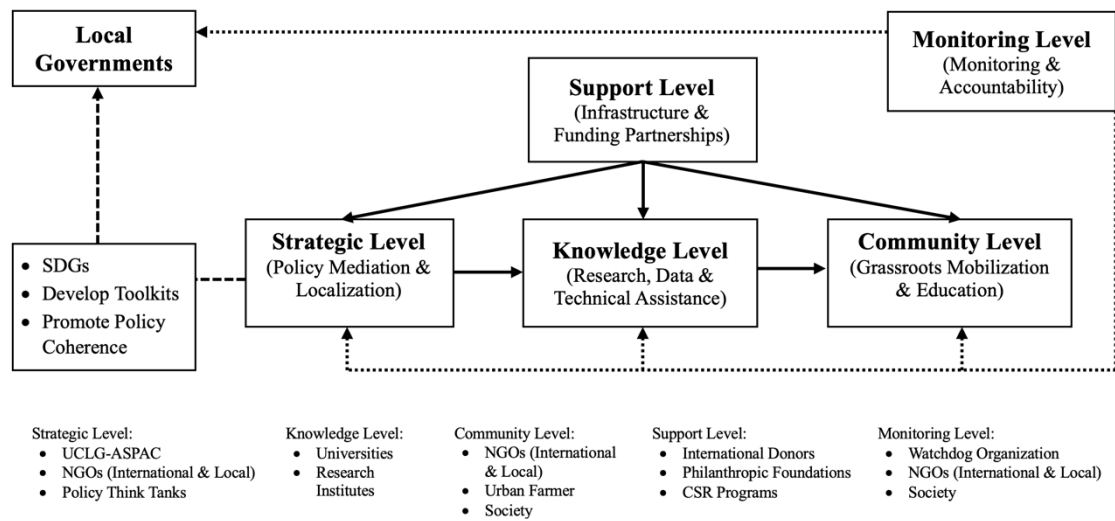 Local
Governments
Monitoring Level
(Monitoring &
Accountability)
Support Level
(Infrastructure &
Funding Partnerships)
• SDGs
• Develop Toolkits
• Promote Policy
Coherence
Strategic Level
(Policy Mediation &
Localization)
Knowledge Level
(Research, Data &
Technical Assistance)
Community Level
(Grassroots Mobilization
& Education)
Strategic Level:
• UCLG-ASPAC
• NGOs (International & Local)
• Policy Think Tanks
Knowledge Level:
• Universities
• Research
Institutes
Community Level:
• NGOs (International
& Local)
• Urban Farmer
• Society
Support Level:
• International Donors
• Philanthropic Foundations
• CSR Programs
Monitoring Level:
• Watchdog Organization
• NGOs (International & Local)
• Society